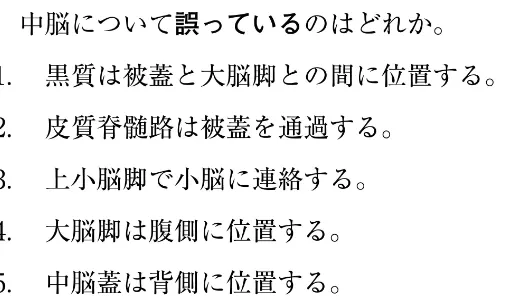 中脳について誤っているのはどれか。
1. 黒質は被蓋と大脳脚との間に位置する。
2. 皮質脊髄路は被蓋を通過する。
3. 上小脳脚で小脳に連絡する。
4. 大脳脚は腹側に位置する。
5. 中脳蓋は背側に位置する。